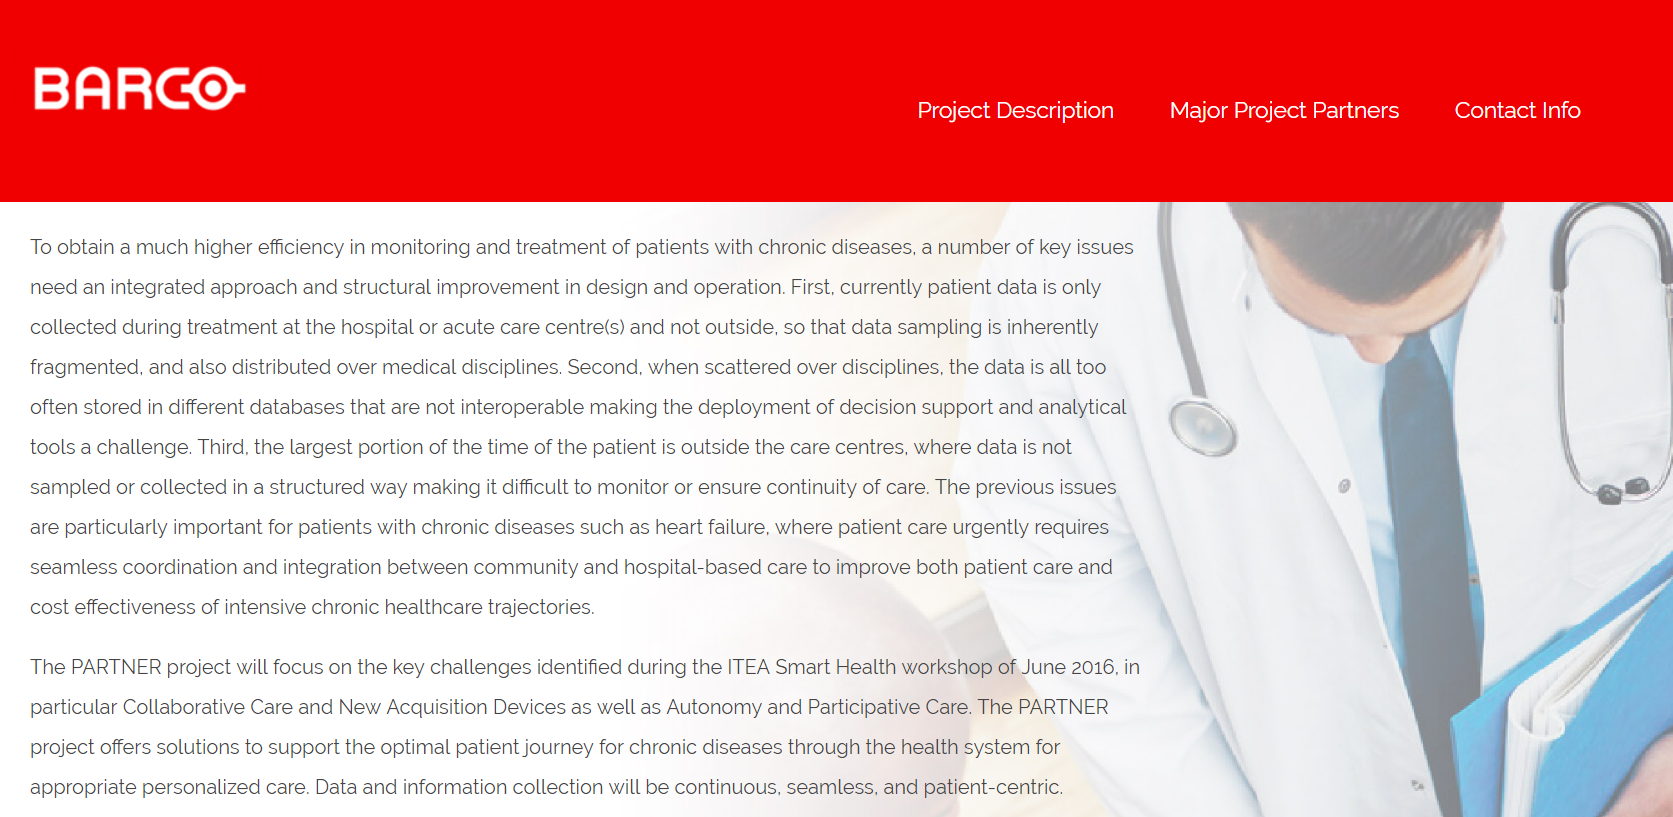 BARCO
Project Description
Major Project Partners
Contact Info
To obtain a much higher efficiency in monitoring and treatment of patients with chronic diseases, a number of key issues
need an integrated approach and structural improvement in design and operation. First, currently patient data is only
collected during treatment at the hospital or acute care centre(s) and not outside, so that data sampling is inherently
fragmented, and also distributed over medical disciplines. Second, when scattered over disciplines, the data is all too
often stored in different databases that are not interoperable making the deployment of decision support and analytical
tools a challenge. Third, the largest portion of the time of the patient is outside the care centres, where data is not
sampled or collected in a structured way making it difficult to monitor or ensure continuity of care. The previous issues
are particularly important for patients with chronic diseases such as heart failure, where patient care urgently requires
seamless coordination and integration between community and hospital-based care to improve both patient care and
cost effectiveness of intensive chronic healthcare trajectories.
The PARTNER project will focus on the key challenges identified during the ITEA Smart Health workshop of June 2016, in
particular Collaborative Care and New Acquisition Devices as well as Autonomy and Participative Care. The PARTNER
project offers solutions to support the optimal patient journey for chronic diseases through the health system for
appropriate personalized care. Data and information collection will be continuous, seamless, and patient-centric.